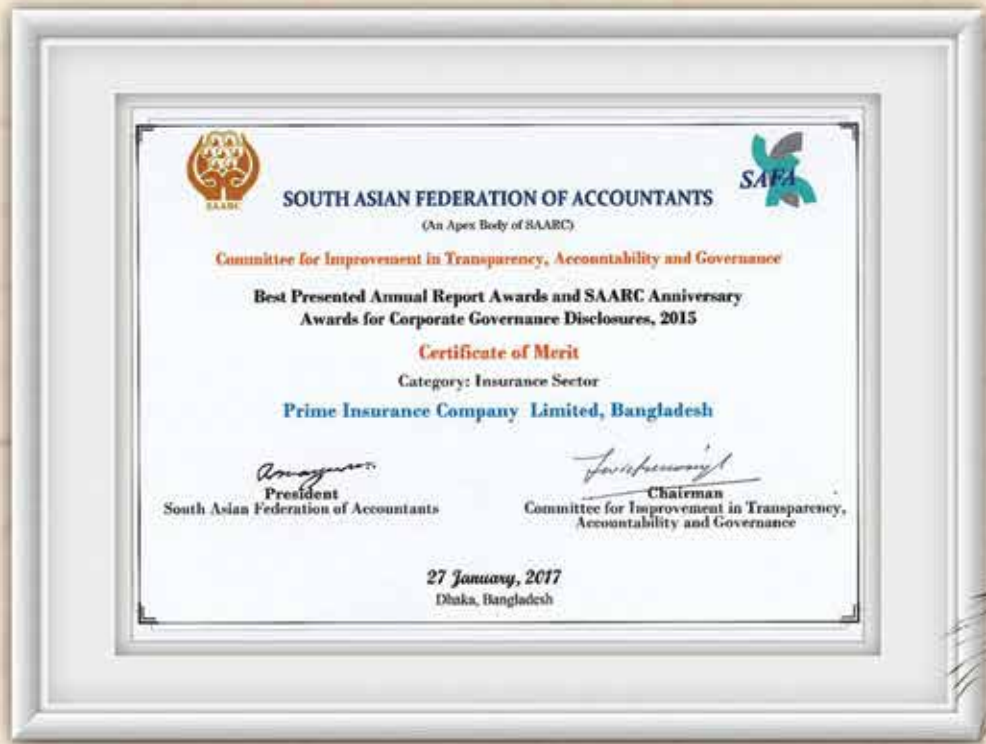 SAARC
SAFA
SOUTH ASIAN FEDERATION OF ACCOUNTANTS
(An Apex Body of SAARC)
Committee for Improvement in Transparency, Accountability and Governance
Best Presented Annual Report Awards and SAARC Anniversary
Awards for Corporate Governance Disclosures, 2015
Certificate of Merit
Category: Insurance Sector
Prime Insurance Company Limited, Bangladesh
President
South Asian Federation of Accountants
Chairman
Committee for Improvement in Transparency,
Accountability and Governance
27 January, 2017
Dhaka, Bangladesh